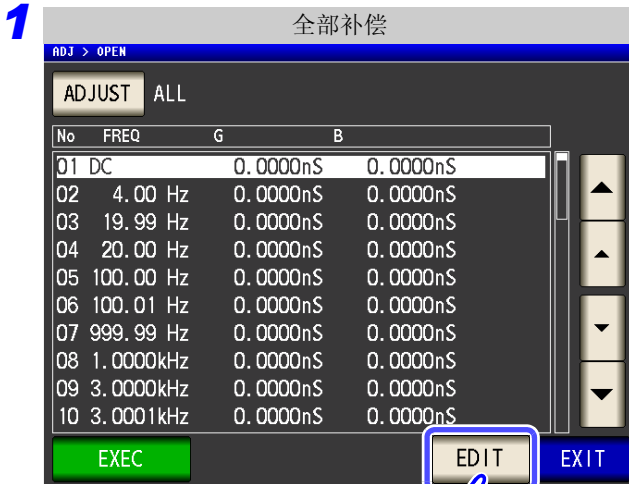 1
全部补偿
ADJ > OPEN
ADJUST ALL
No FREQ G B
01 DC 0.0000nS 0.0000nS
02 4.00 Hz 0.0000nS 0.0000nS
03 19.99 Hz 0.0000nS 0.0000nS
04 20.00 Hz 0.0000nS 0.0000nS
05 100.00 Hz 0.0000nS 0.0000nS
06 100.01 Hz 0.0000nS 0.0000nS
07 999.99 Hz 0.0000nS 0.0000nS
08 1.0000kHz 0.0000nS 0.0000nS
09 3.0000kHz 0.0000nS 0.0000nS
10 3.0001kHz 0.0000nS 0.0000nS
EXEC EDIT EXIT